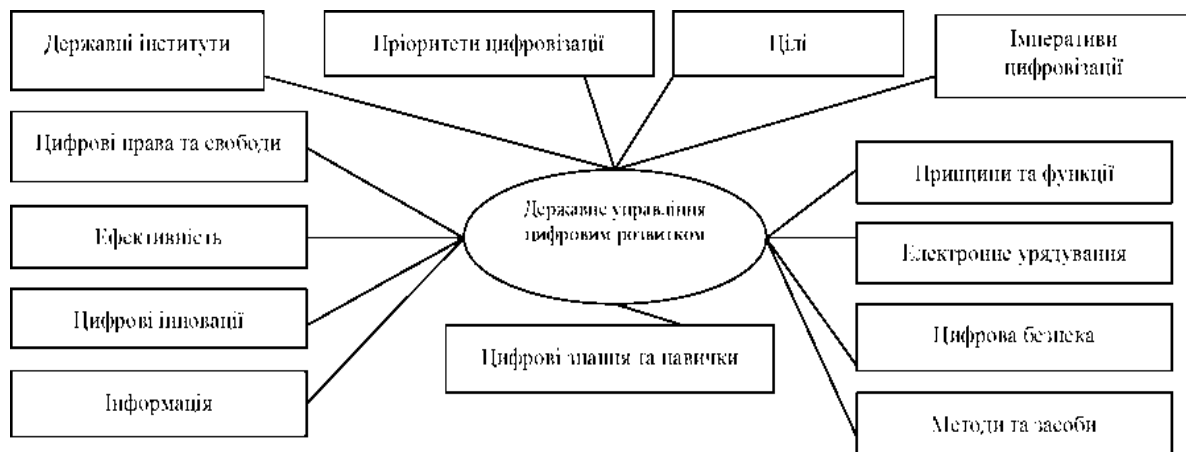 Державні інститути
Пріоритети цифровізації
Цілі
Імперативи
цифровізації
Цифрові права та свободи
Принципи та функції
Державне управління
цифровим розвитком
Ефективність
Електронне урядування
Цифрові інновації
Цифрова безпека
Цифрові знання та навички
Інформація
Методи та засоби